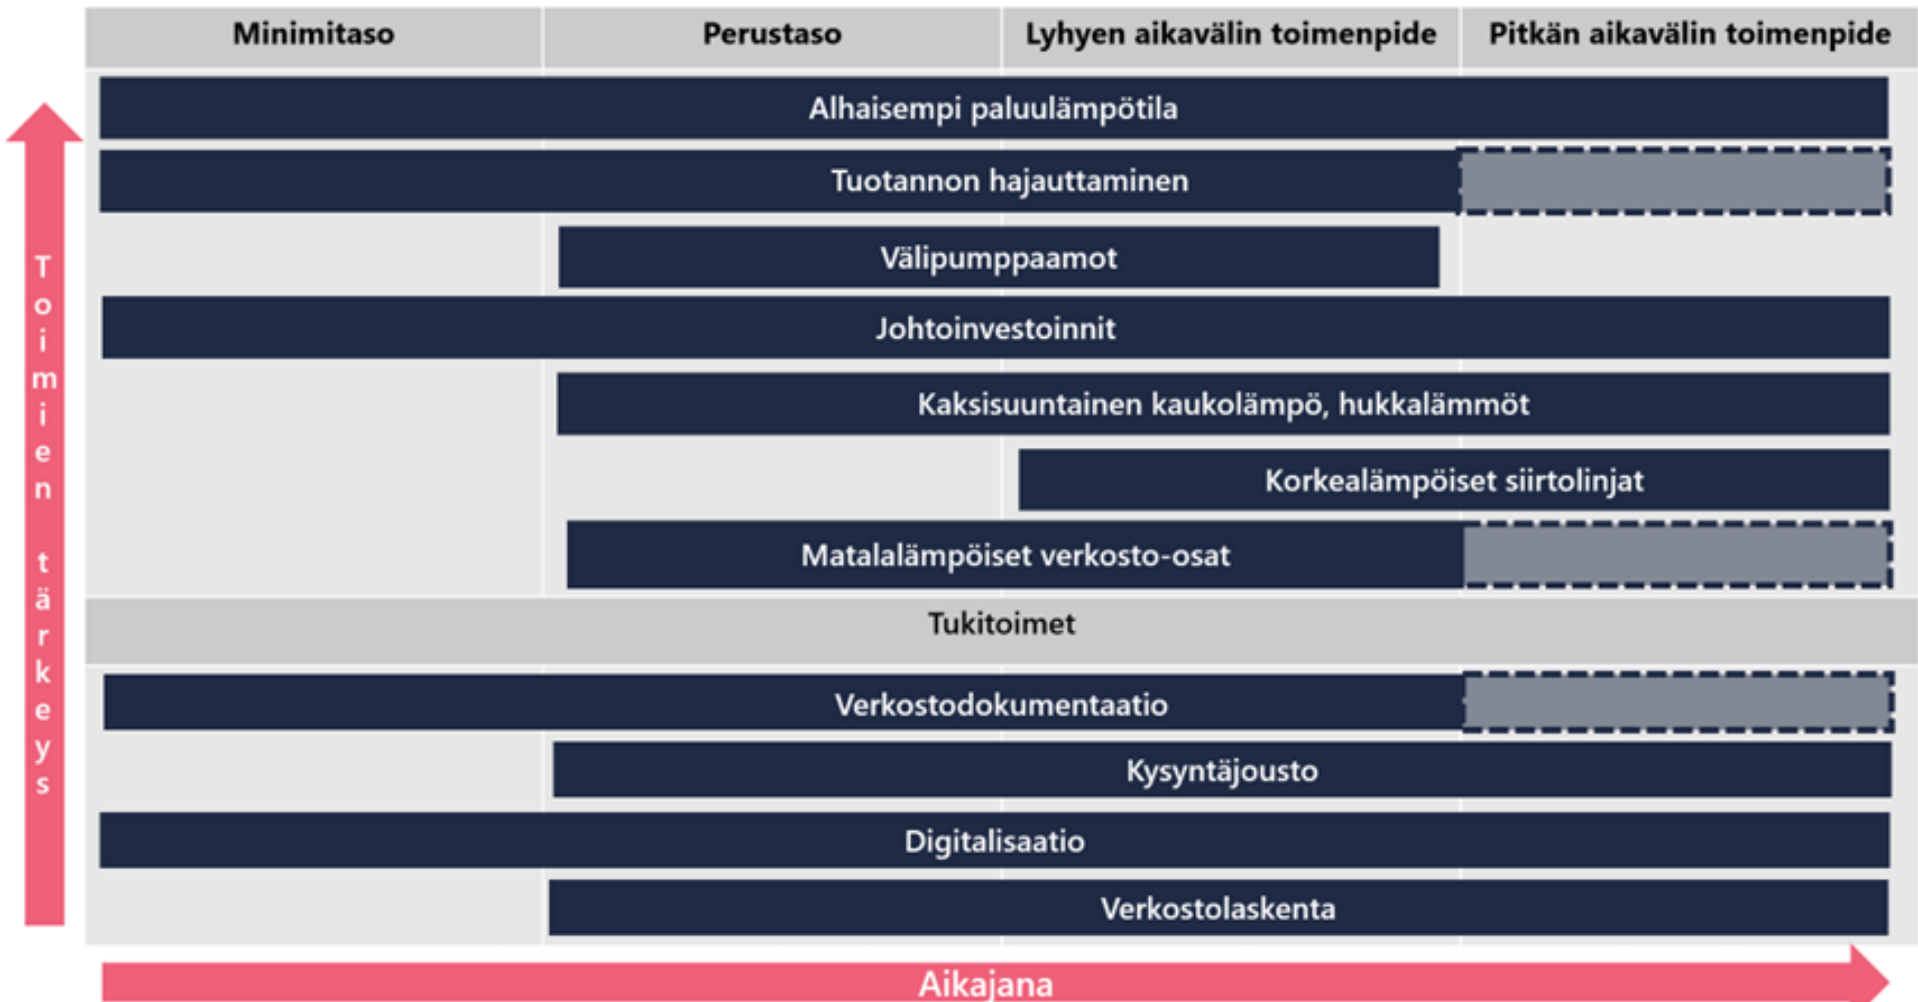 Minimitaso
Perustaso
Lyhyen aikavälin toimenpide
Pitkän aikavälin toimenpide
Alhaisempi paluulämpötila
Tuotannon hajauttaminen
Välipumppaamot
Johtoinvestoinnit
Kaksisuuntainen kaukolämpö, hukkalämmöt
Korkealämpöiset siirtolinjat
Matalalämpöiset verkosto-osat
Tukitoimet
Verkostodokumentaatio
Kysyntäjousto
Digitalisaatio
Verkostolaskenta
Toimien tärkeys
Aikajana